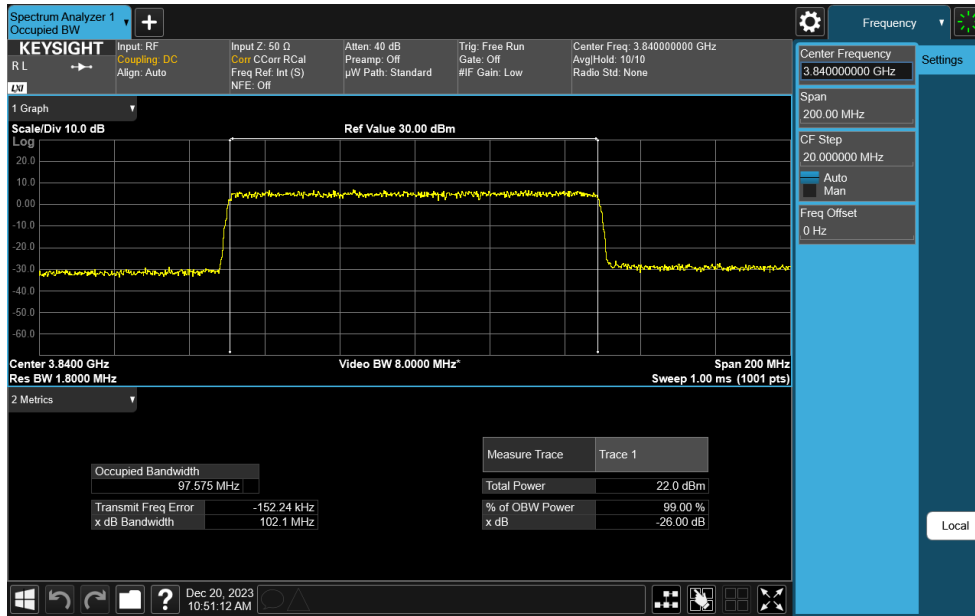 Spectrum Analyzer 1
Occupied BW
Frequency
KEYSIGHT
R L
LXI
Input: RF
Coupling: DC
Align: Auto
Input Z: 50 Ω
Corr CCorr RCal
Freq Ref: Int (S)
NFE: Off
Atten: 40 dB
Preamp: Off
µW Path: Standard
Trig: Free Run
Gate: Off
#IF Gain: Low
Center Freq: 3.840000000 GHz
Avg|Hold: 10/10
Radio Std: None
Center Frequency
3.840000000 GHz
Settings
Span
200.00 MHz
CF Step
20.000000 MHz
Auto
Man
Freq Offset
0 Hz
Local
1 Graph
Scale/Div 10.0 dB
Ref Value 30.00 dBm
Log
20.0
10.0
0.00
-10.0
-20.0
-30.0
-40.0
-50.0
-60.0
Center 3.8400 GHz
Video BW 8.0000 MHz*
Span 200 MHz
Res BW 1.8000 MHz
Sweep 1.00 ms (1001 pts)
2 Metrics
Measure Trace
Trace 1
Occupied Bandwidth
97.575 MHz
Total Power
22.0 dBm
Transmit Freq Error
-152.24 kHz
% of OBW Power
99.00 %
x dB Bandwidth
102.1 MHz
x dB
-26.00 dB
?
Dec 20, 2023
10:51:12 AM